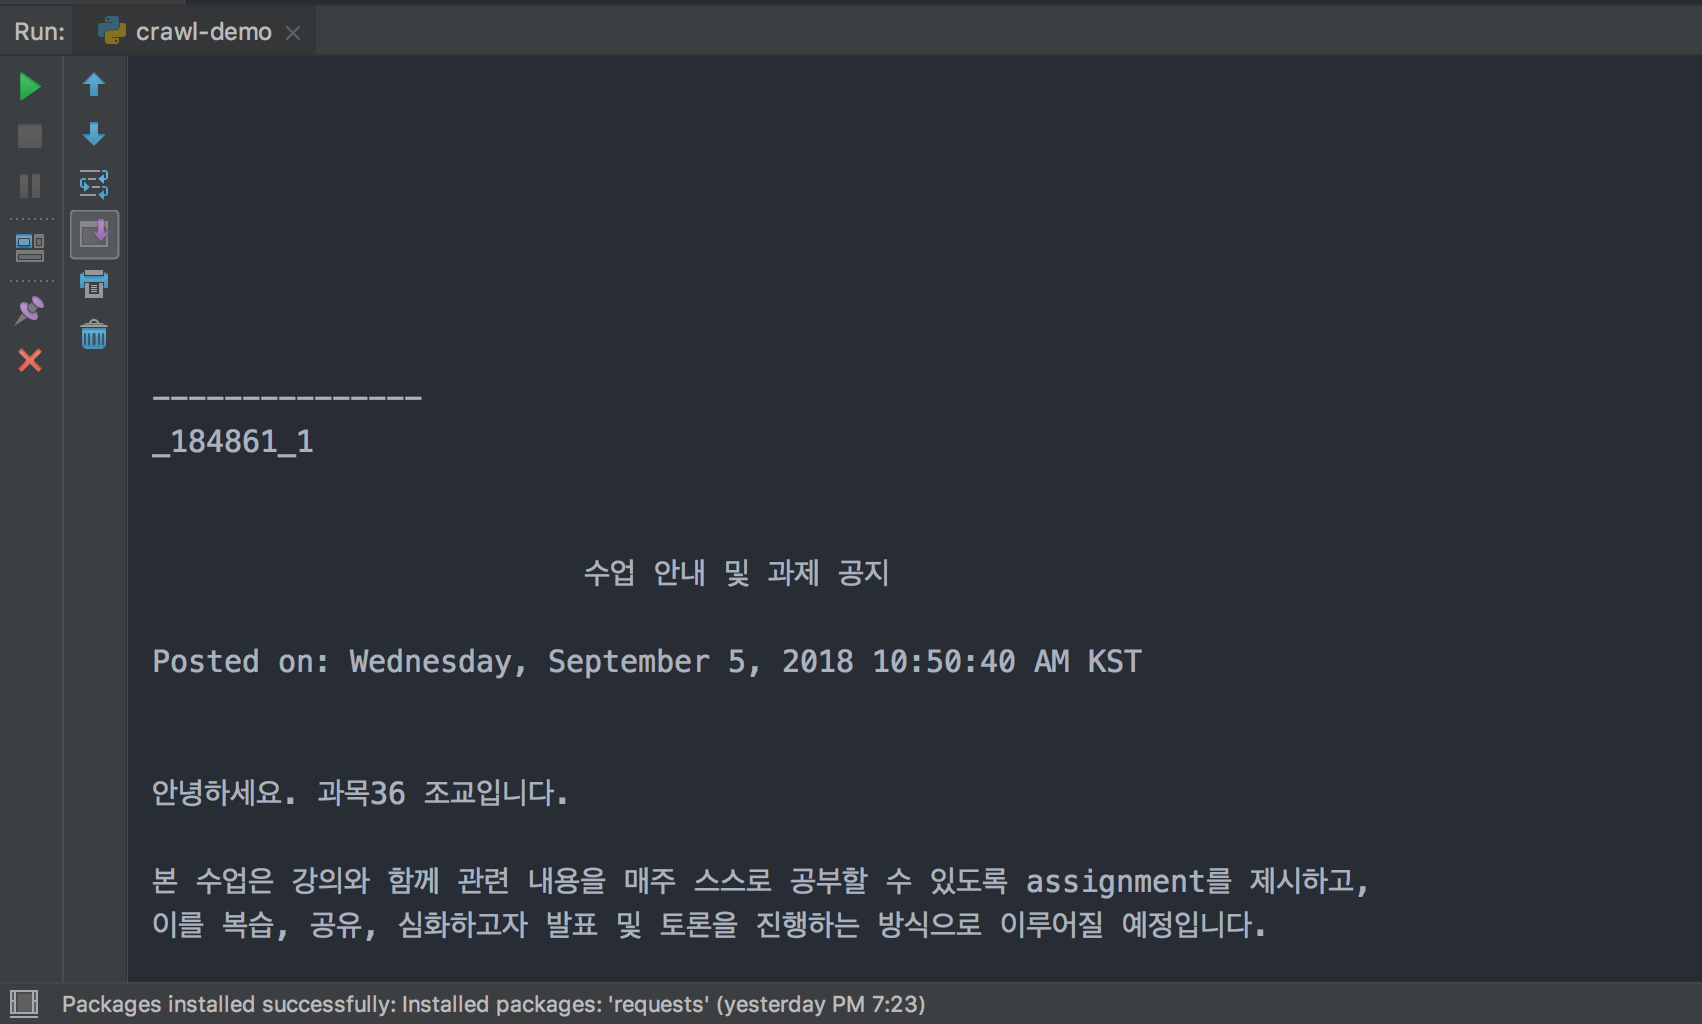 Run: crawl-demo
---------------
_184861_1
수업 안내 및 과제 공지
Posted on: Wednesday, September 5, 2018 10:50:40 AM KST
안녕하세요. 과목36 조교입니다.
본 수업은 강의와 함께 관련 내용을 매주 스스로 공부할 수 있도록 assignment를 제시하고,
이를 복습, 공유, 심화하고자 발표 및 토론을 진행하는 방식으로 이루어질 예정입니다.
Packages installed successfully: Installed packages: 'requests' (yesterday PM 7:23)